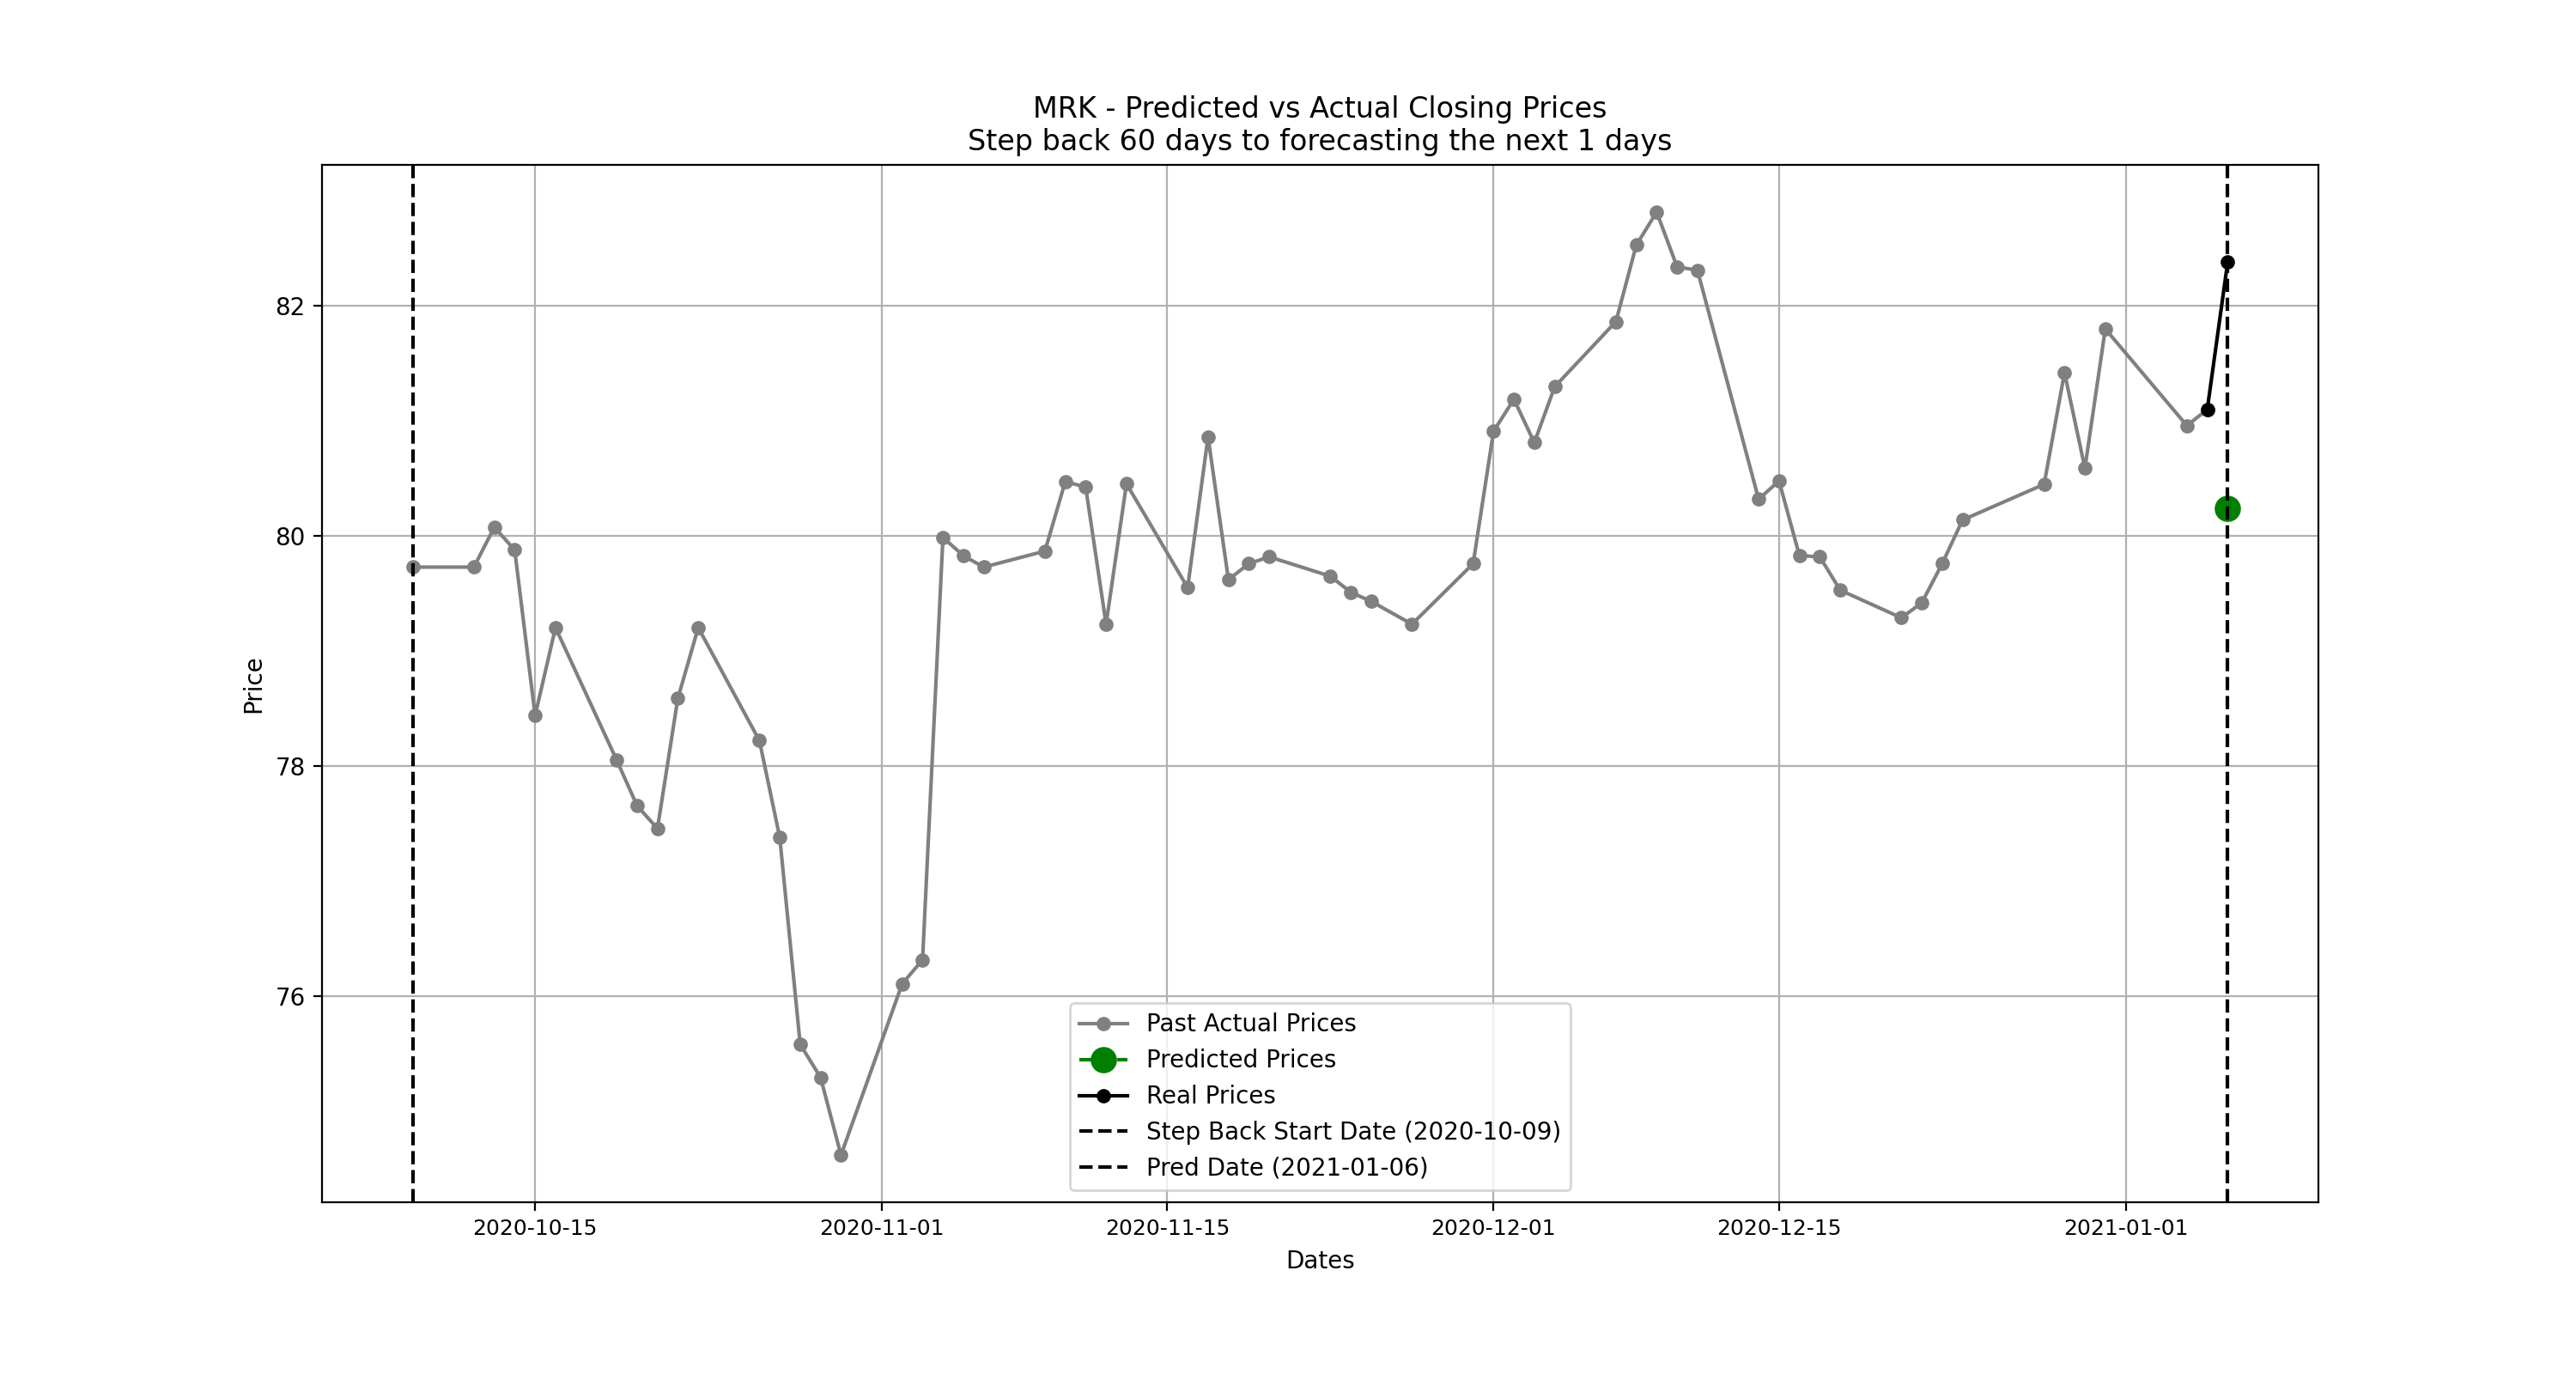 MRK - Predicted vs Actual Closing Prices
Step back 60 days to forecasting the next 1 days
82
80
78
76
Price
Past Actual Prices
Predicted Prices
Real Prices
Step Back Start Date (2020-10-09)
Pred Date (2021-01-06)
2020-10-15
2020-11-01
2020-11-15
2020-12-01
2020-12-15
2021-01-01
Dates